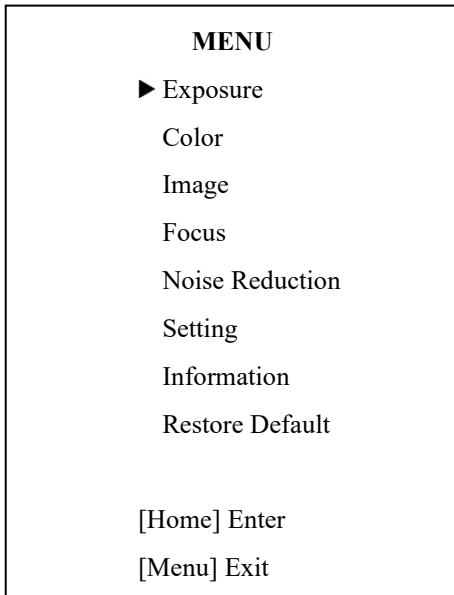 MENU
▶ Exposure
Color
Image
Focus
Noise Reduction
Setting
Information
Restore Default
[Home] Enter
[Menu] Exit